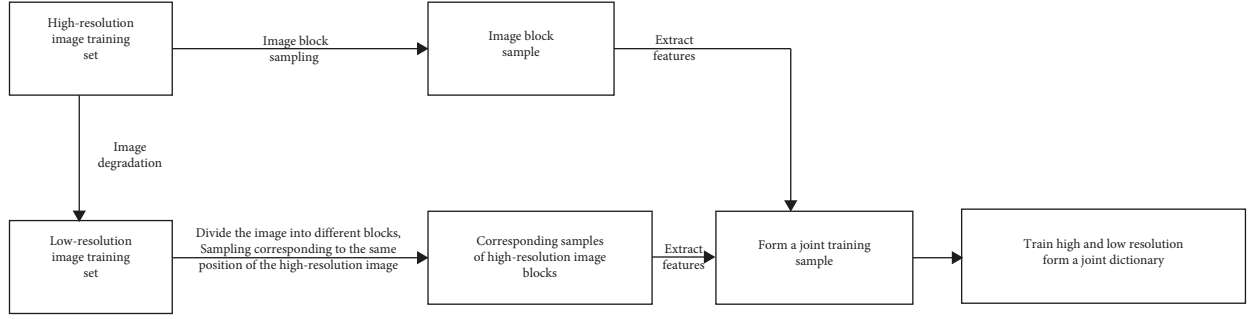 High-resolution
image training
set
Image block
sampling
Image block
sample
Extract
features
Image
degradation
Low-resolution
image training
set
Divide the image into different blocks,
Sampling corresponding to the same
position of the high-resolution image
Corresponding samples
of high-resolution image
blocks
Extract
features
Form a joint training
sample
Train high and low resolution
form a joint dictionary